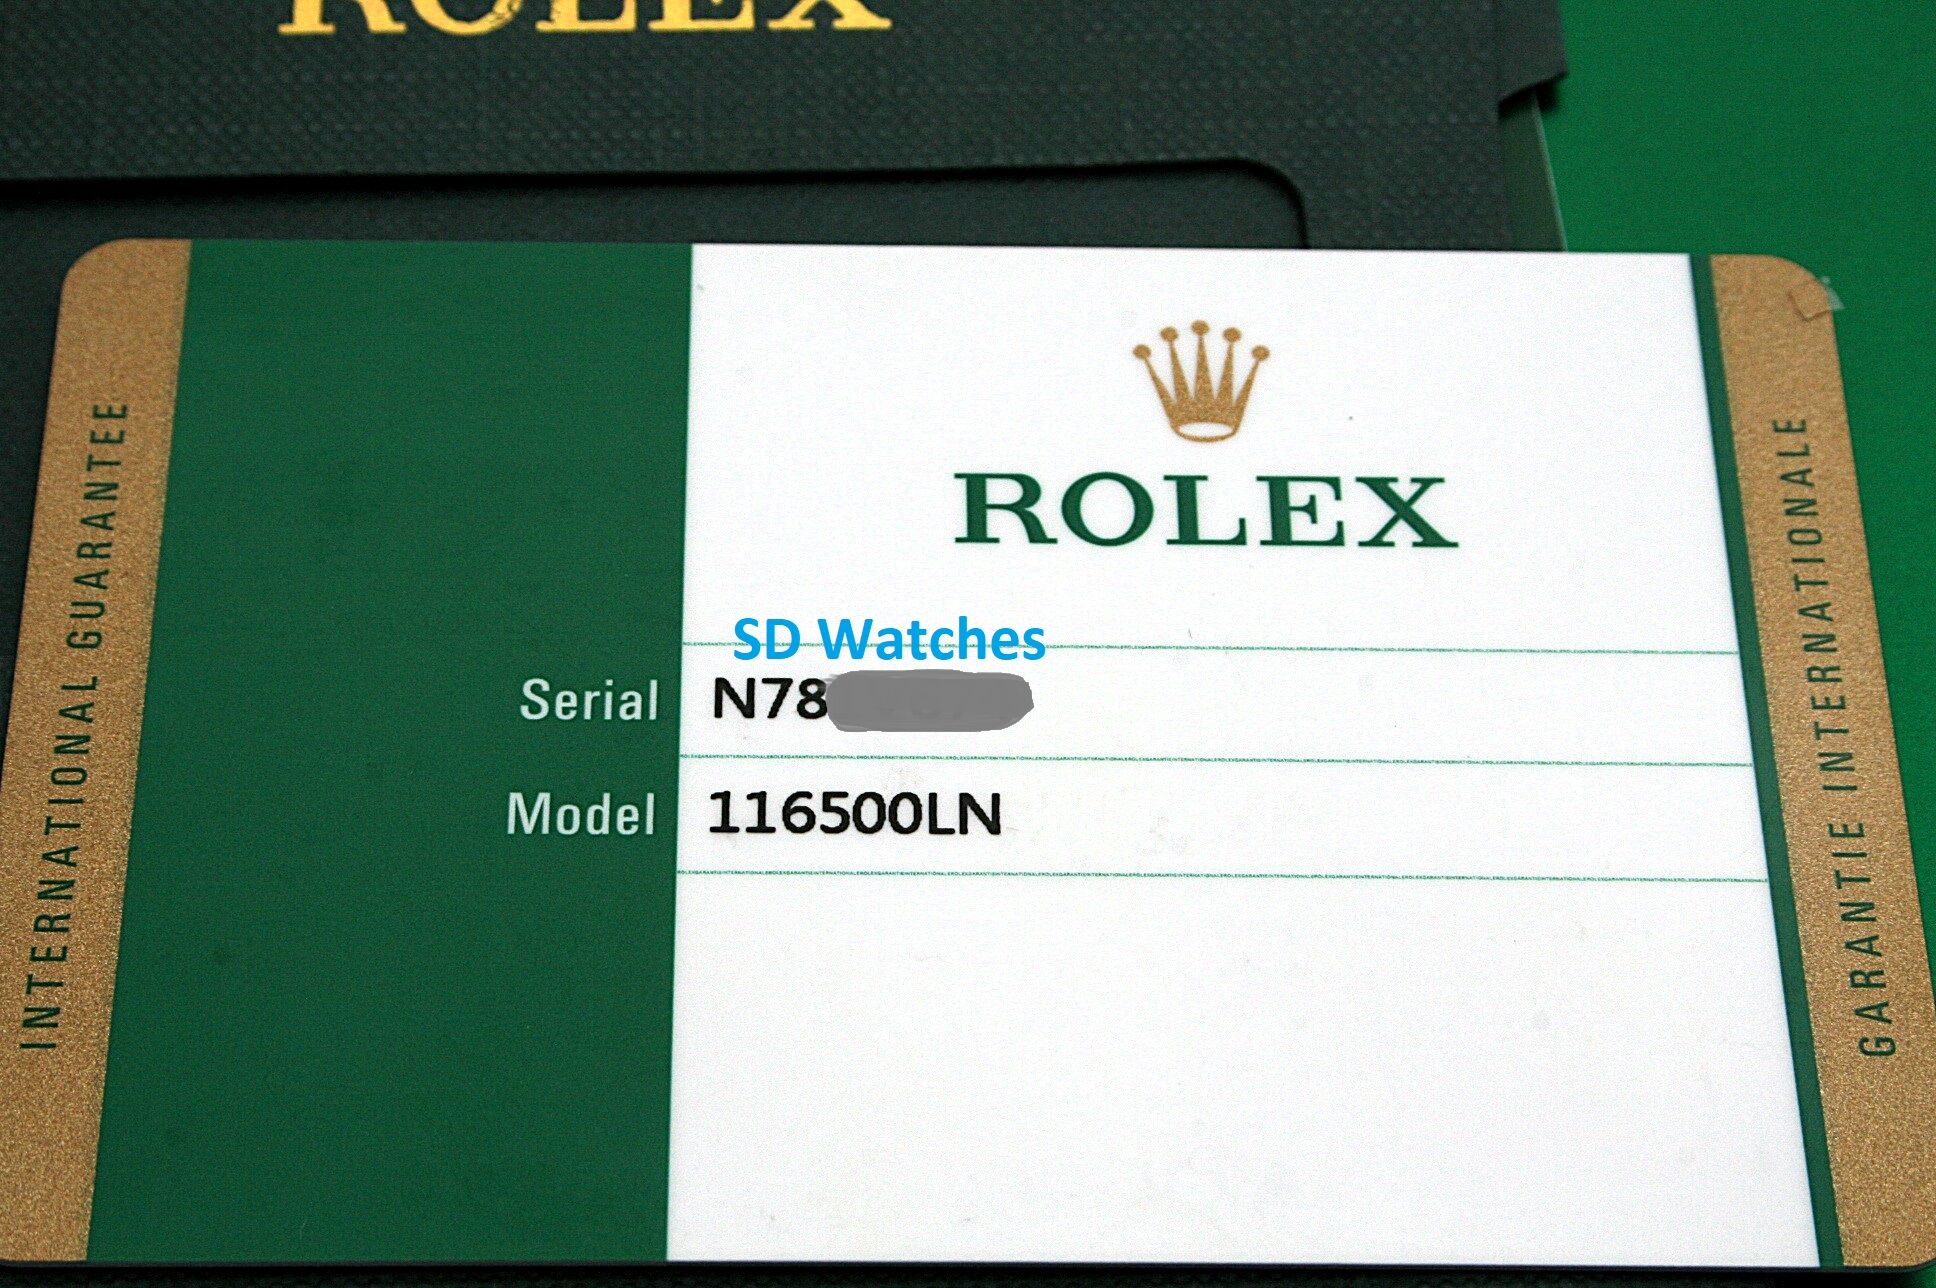 ROLEX
ROLEX
SD Watches
Serial N78
Model 116500LN
INTERNATIONAL GUARANTEE
GARANTIE INTERNATIONALE